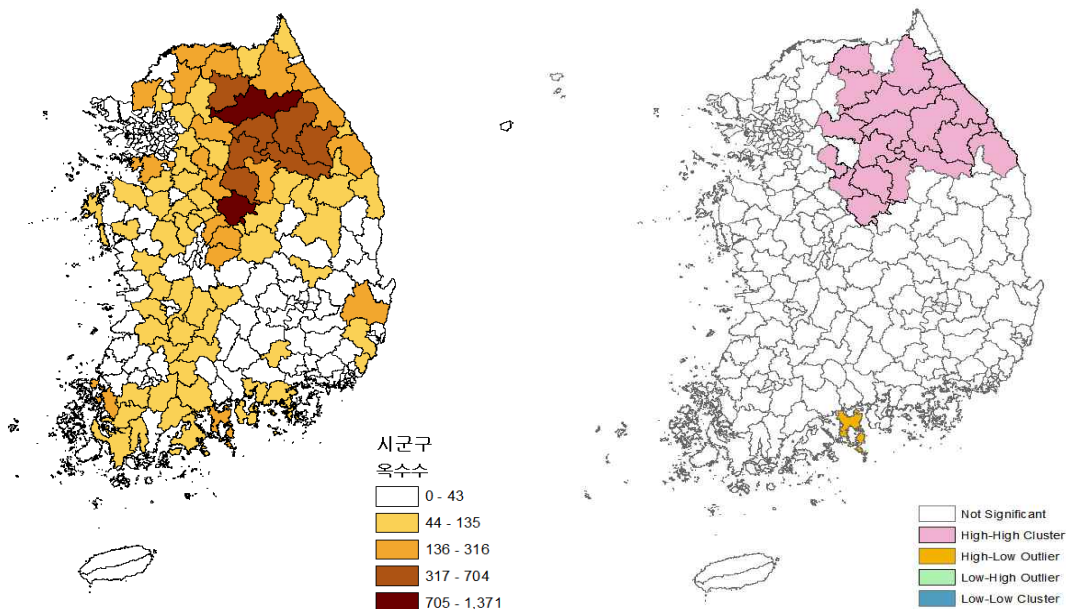 시군구
옥수수
0 - 43
44 - 135
136 - 316
317 - 704
705 - 1,371
Not Significant
High-High Cluster
High-Low Outlier
Low-High Outlier
Low-Low Cluster